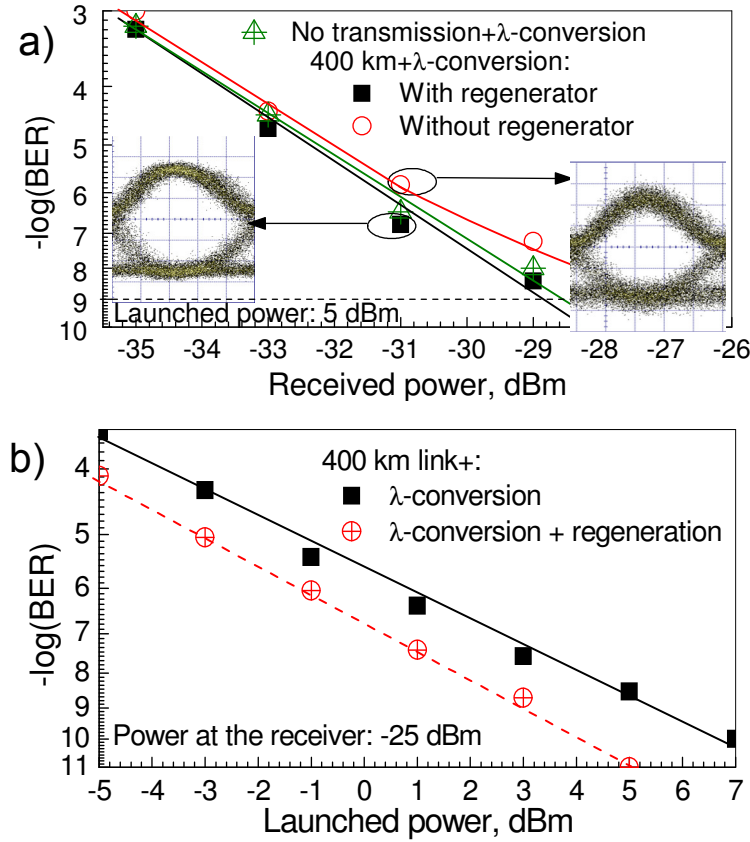 a)
No transmission+λ-conversion
400 km+λ-conversion:
With regenerator
Without regenerator
3
4
5
6
7
8
9
10
-log(BER)
Launched power: 5 dBm
-35 -34 -33 -32 -31 -30 -29 -28 -27 -26
Received power, dBm
b)
400 km link+:
λ-conversion
λ-conversion + regeneration
4
5
6
7
8
9
10
11
-log(BER)
Power at the receiver: -25 dBm
-5 -4 -3 -2 -1 0 1 2 3 4 5 6 7
Launched power, dBm